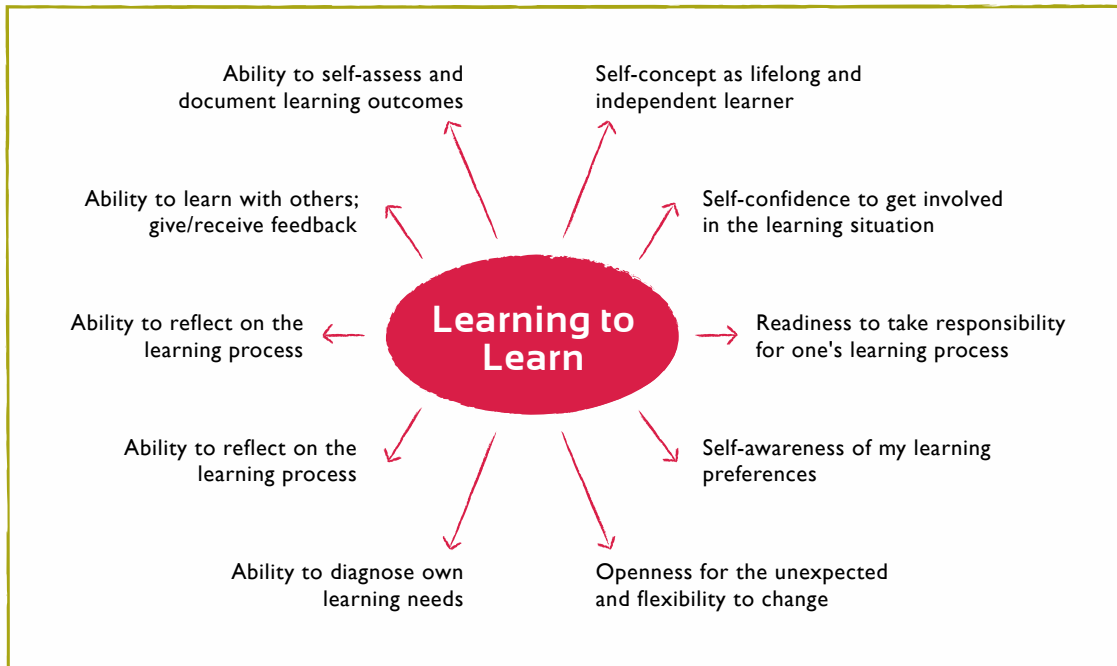 Ability to self-assess and
document learning outcomes
Self-concept as lifelong and
independent learner
Ability to learn with others;
give/receive feedback
Self-confidence to get involved
in the learning situation
Learning to
Learn
Ability to reflect on the
learning process
Readiness to take responsibility
for one's learning process
Ability to reflect on the
learning process
Self-awareness of my learning
preferences
Ability to diagnose own
learning needs
Openness for the unexpected
and flexibility to change